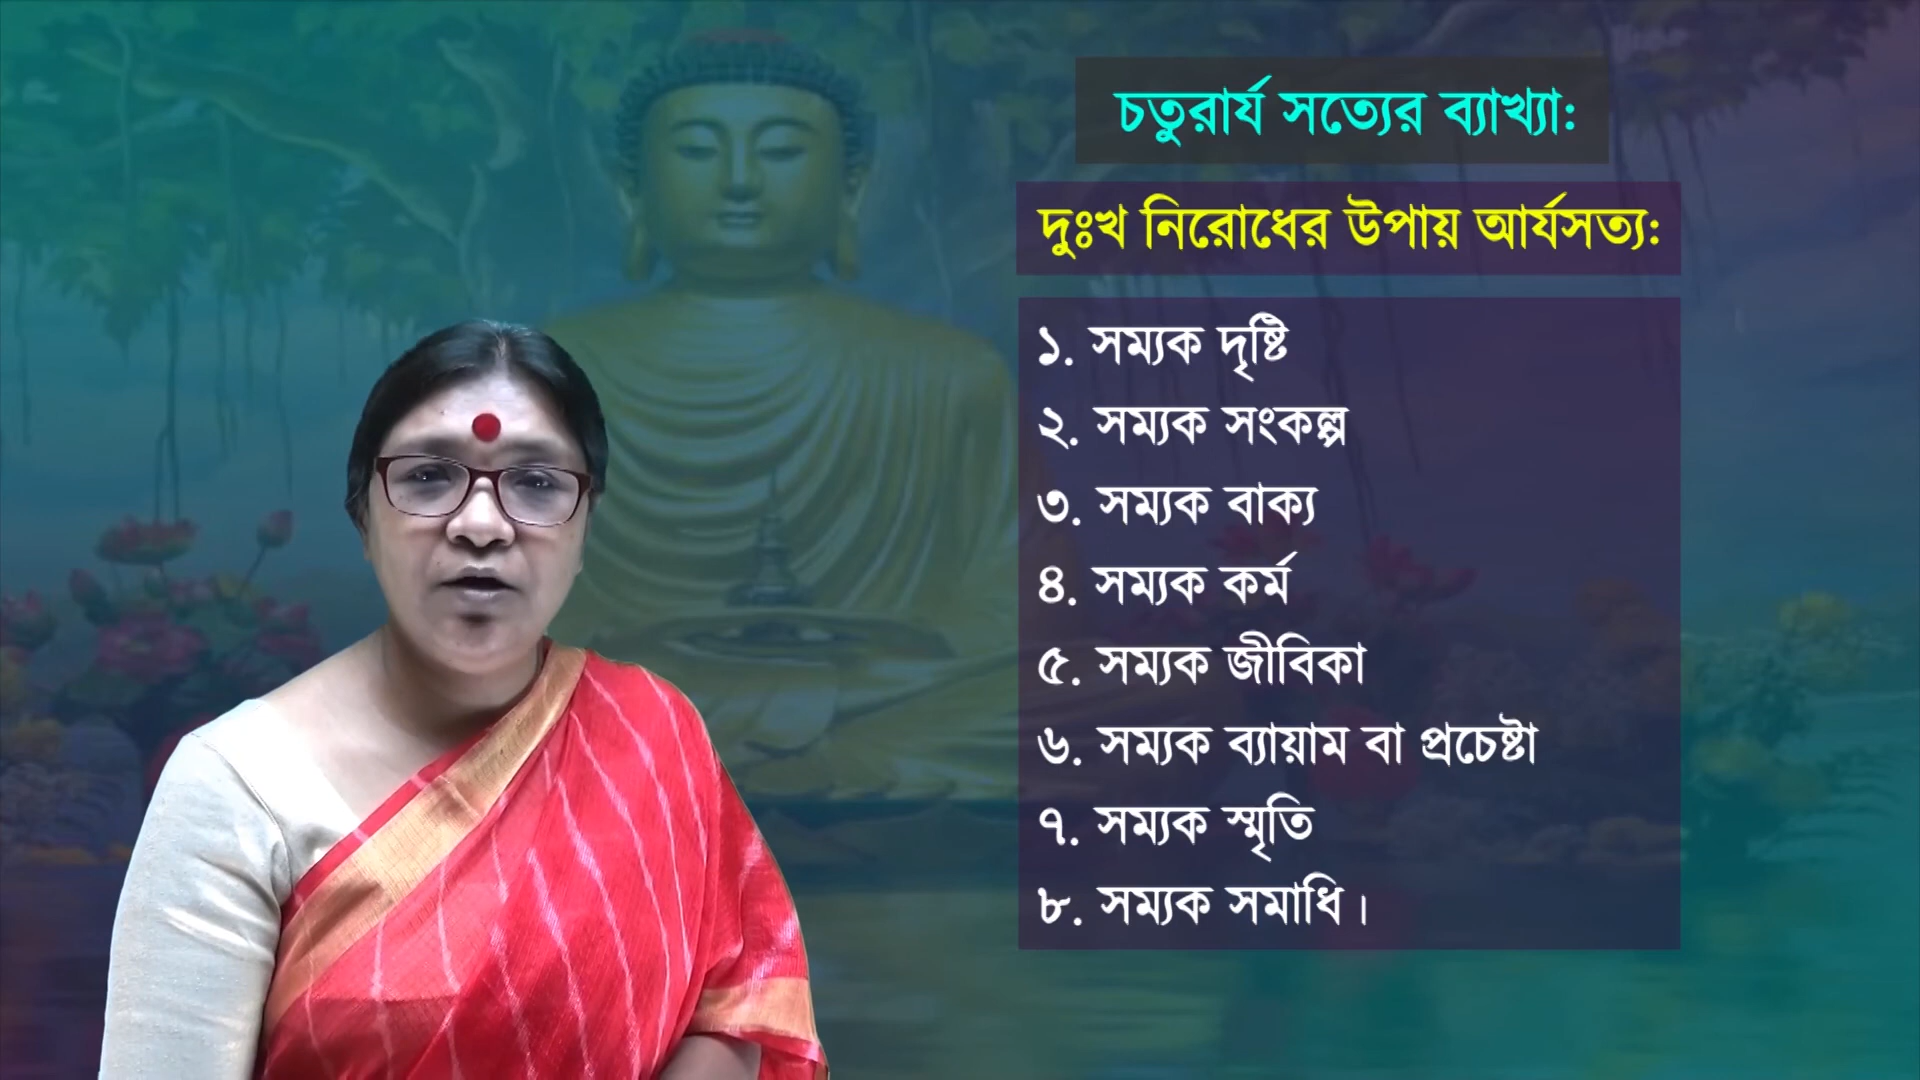 চতুরার্য সত্যের ব্যাখ্যা:
দুঃখ নিরোধের উপায় আর্যসত্য:
১. সম্যক দৃষ্টি
২. সম্যক সংকল্প
৩. সম্যক বাক্য
৪. সম্যক কর্ম
৫. সম্যক জীবিকা
৬. সম্যক ব্যায়াম বা প্রচেষ্টা
৭. সম্যক স্মৃতি
৮. সম্যক সমাধি।